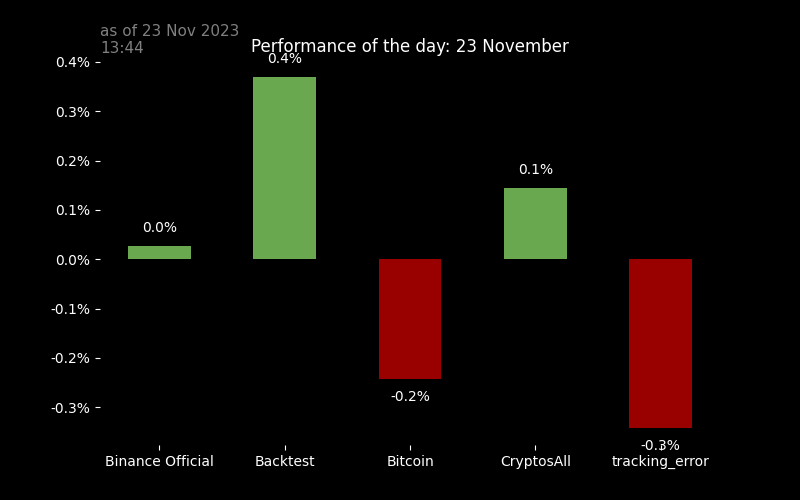 as of 23 Nov 2023
13:44
Performance of the day: 23 November
0.4%
0.3%
0.2%
0.1%
0.0%
-0.1%
-0.2%
-0.3%
0.0%
0.4%
-0.2%
0.1%
-0.3%
Binance Official
Backtest
Bitcoin
CryptosAll
tracking_error